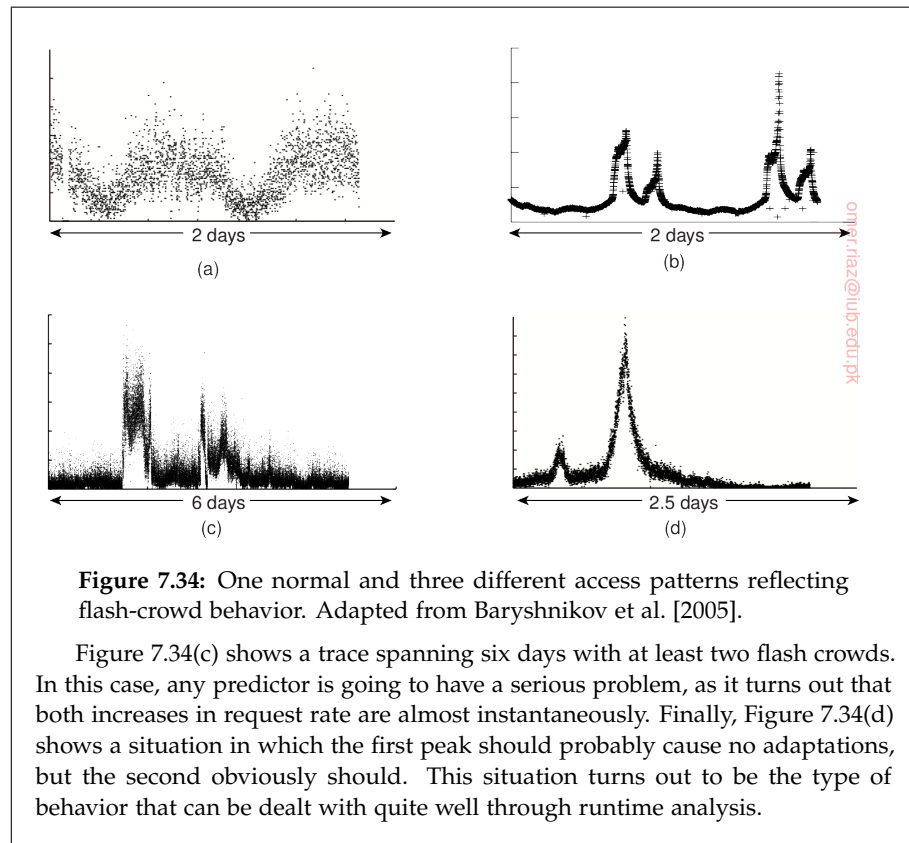 2 days
(a)
2 days
(b)
omer.riaz@iub.edu.pk
6 days
(c)
2.5 days
(d)
Figure 7.34: One normal and three different access patterns reflecting
flash-crowd behavior. Adapted from Baryshnikov et al. [2005].
Figure 7.34(c) shows a trace spanning six days with at least two flash crowds.
In this case, any predictor is going to have a serious problem, as it turns out that
both increases in request rate are almost instantaneously. Finally, Figure 7.34(d)
shows a situation in which the first peak should probably cause no adaptations,
but the second obviously should. This situation turns out to be the type of
behavior that can be dealt with quite well through runtime analysis.